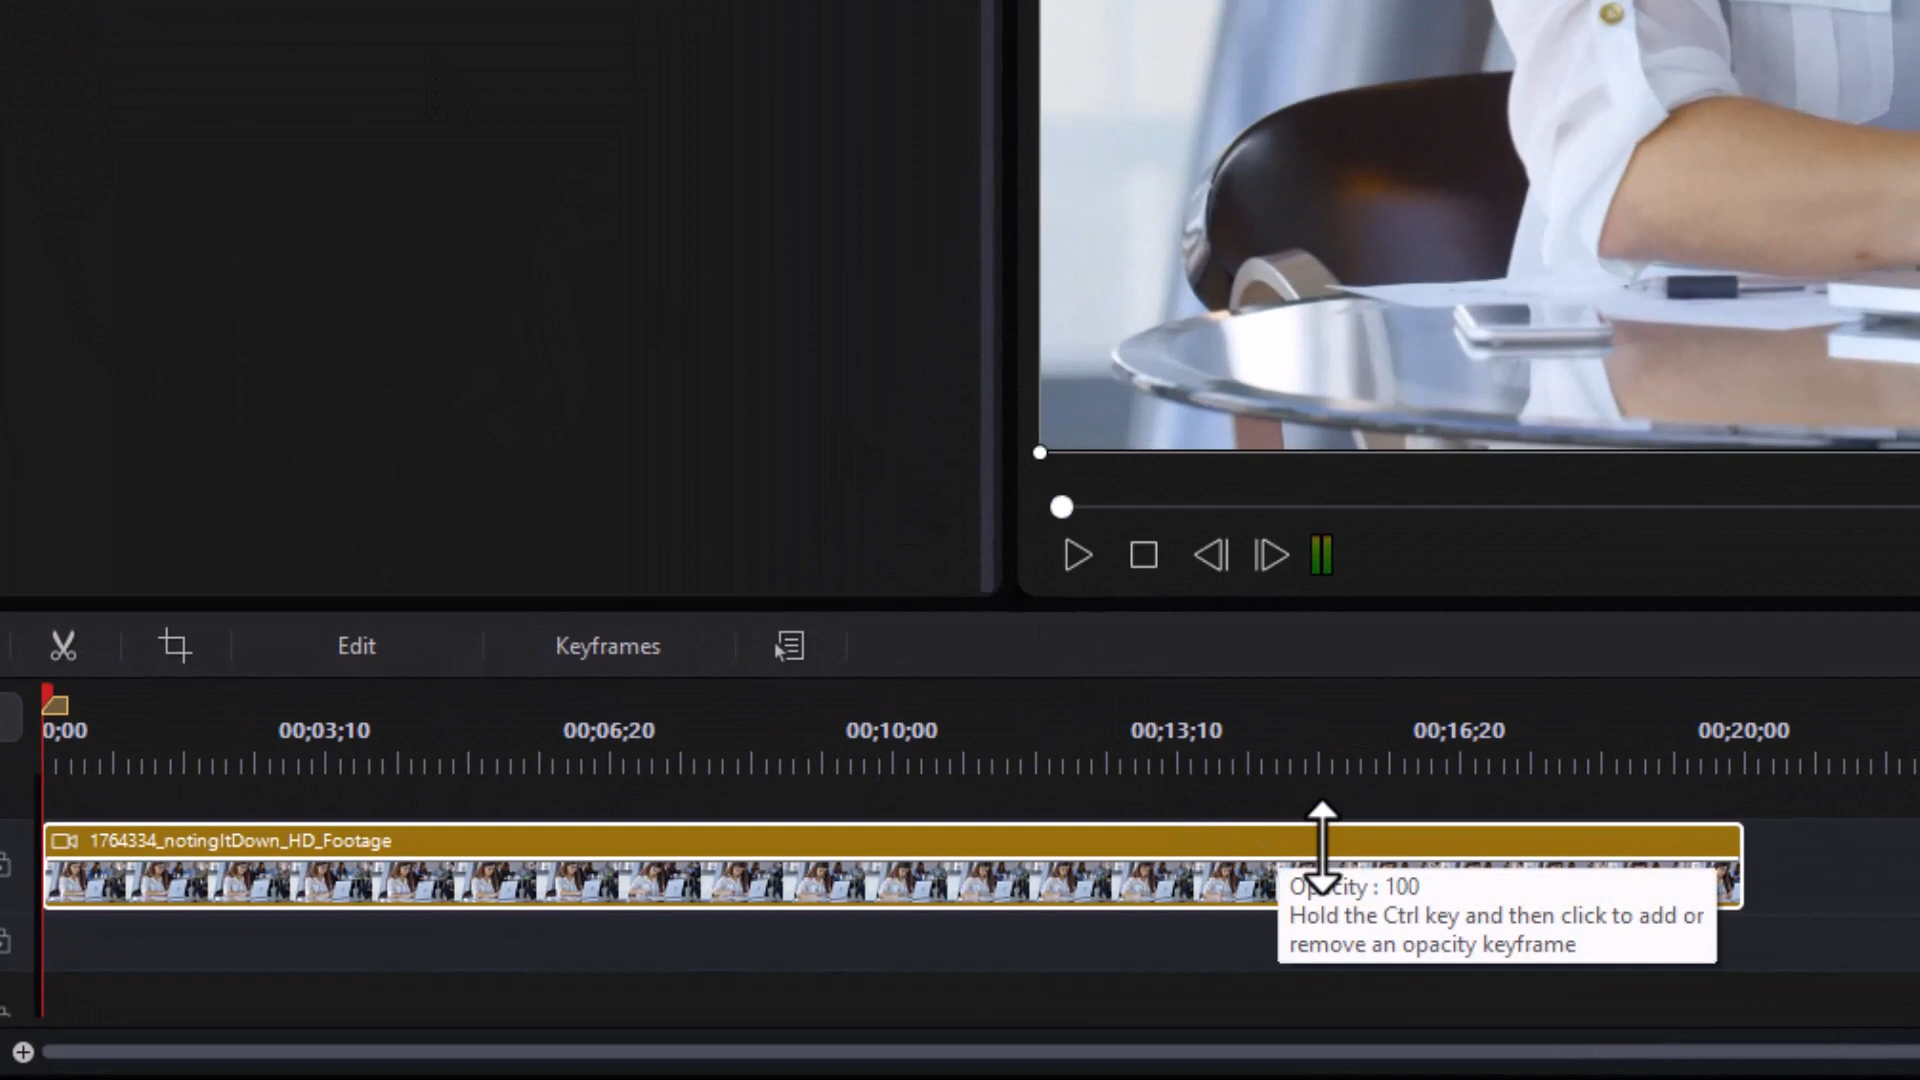 Edit
Keyframes
0;00
00;03;10
00;06;20
00;10;00
00;13;10
00;16;20
00;20;00
1764334_notingItDown_HD_Footage
Opacity : 100
Hold the Ctrl key and then click to add or
remove an opacity keyframe